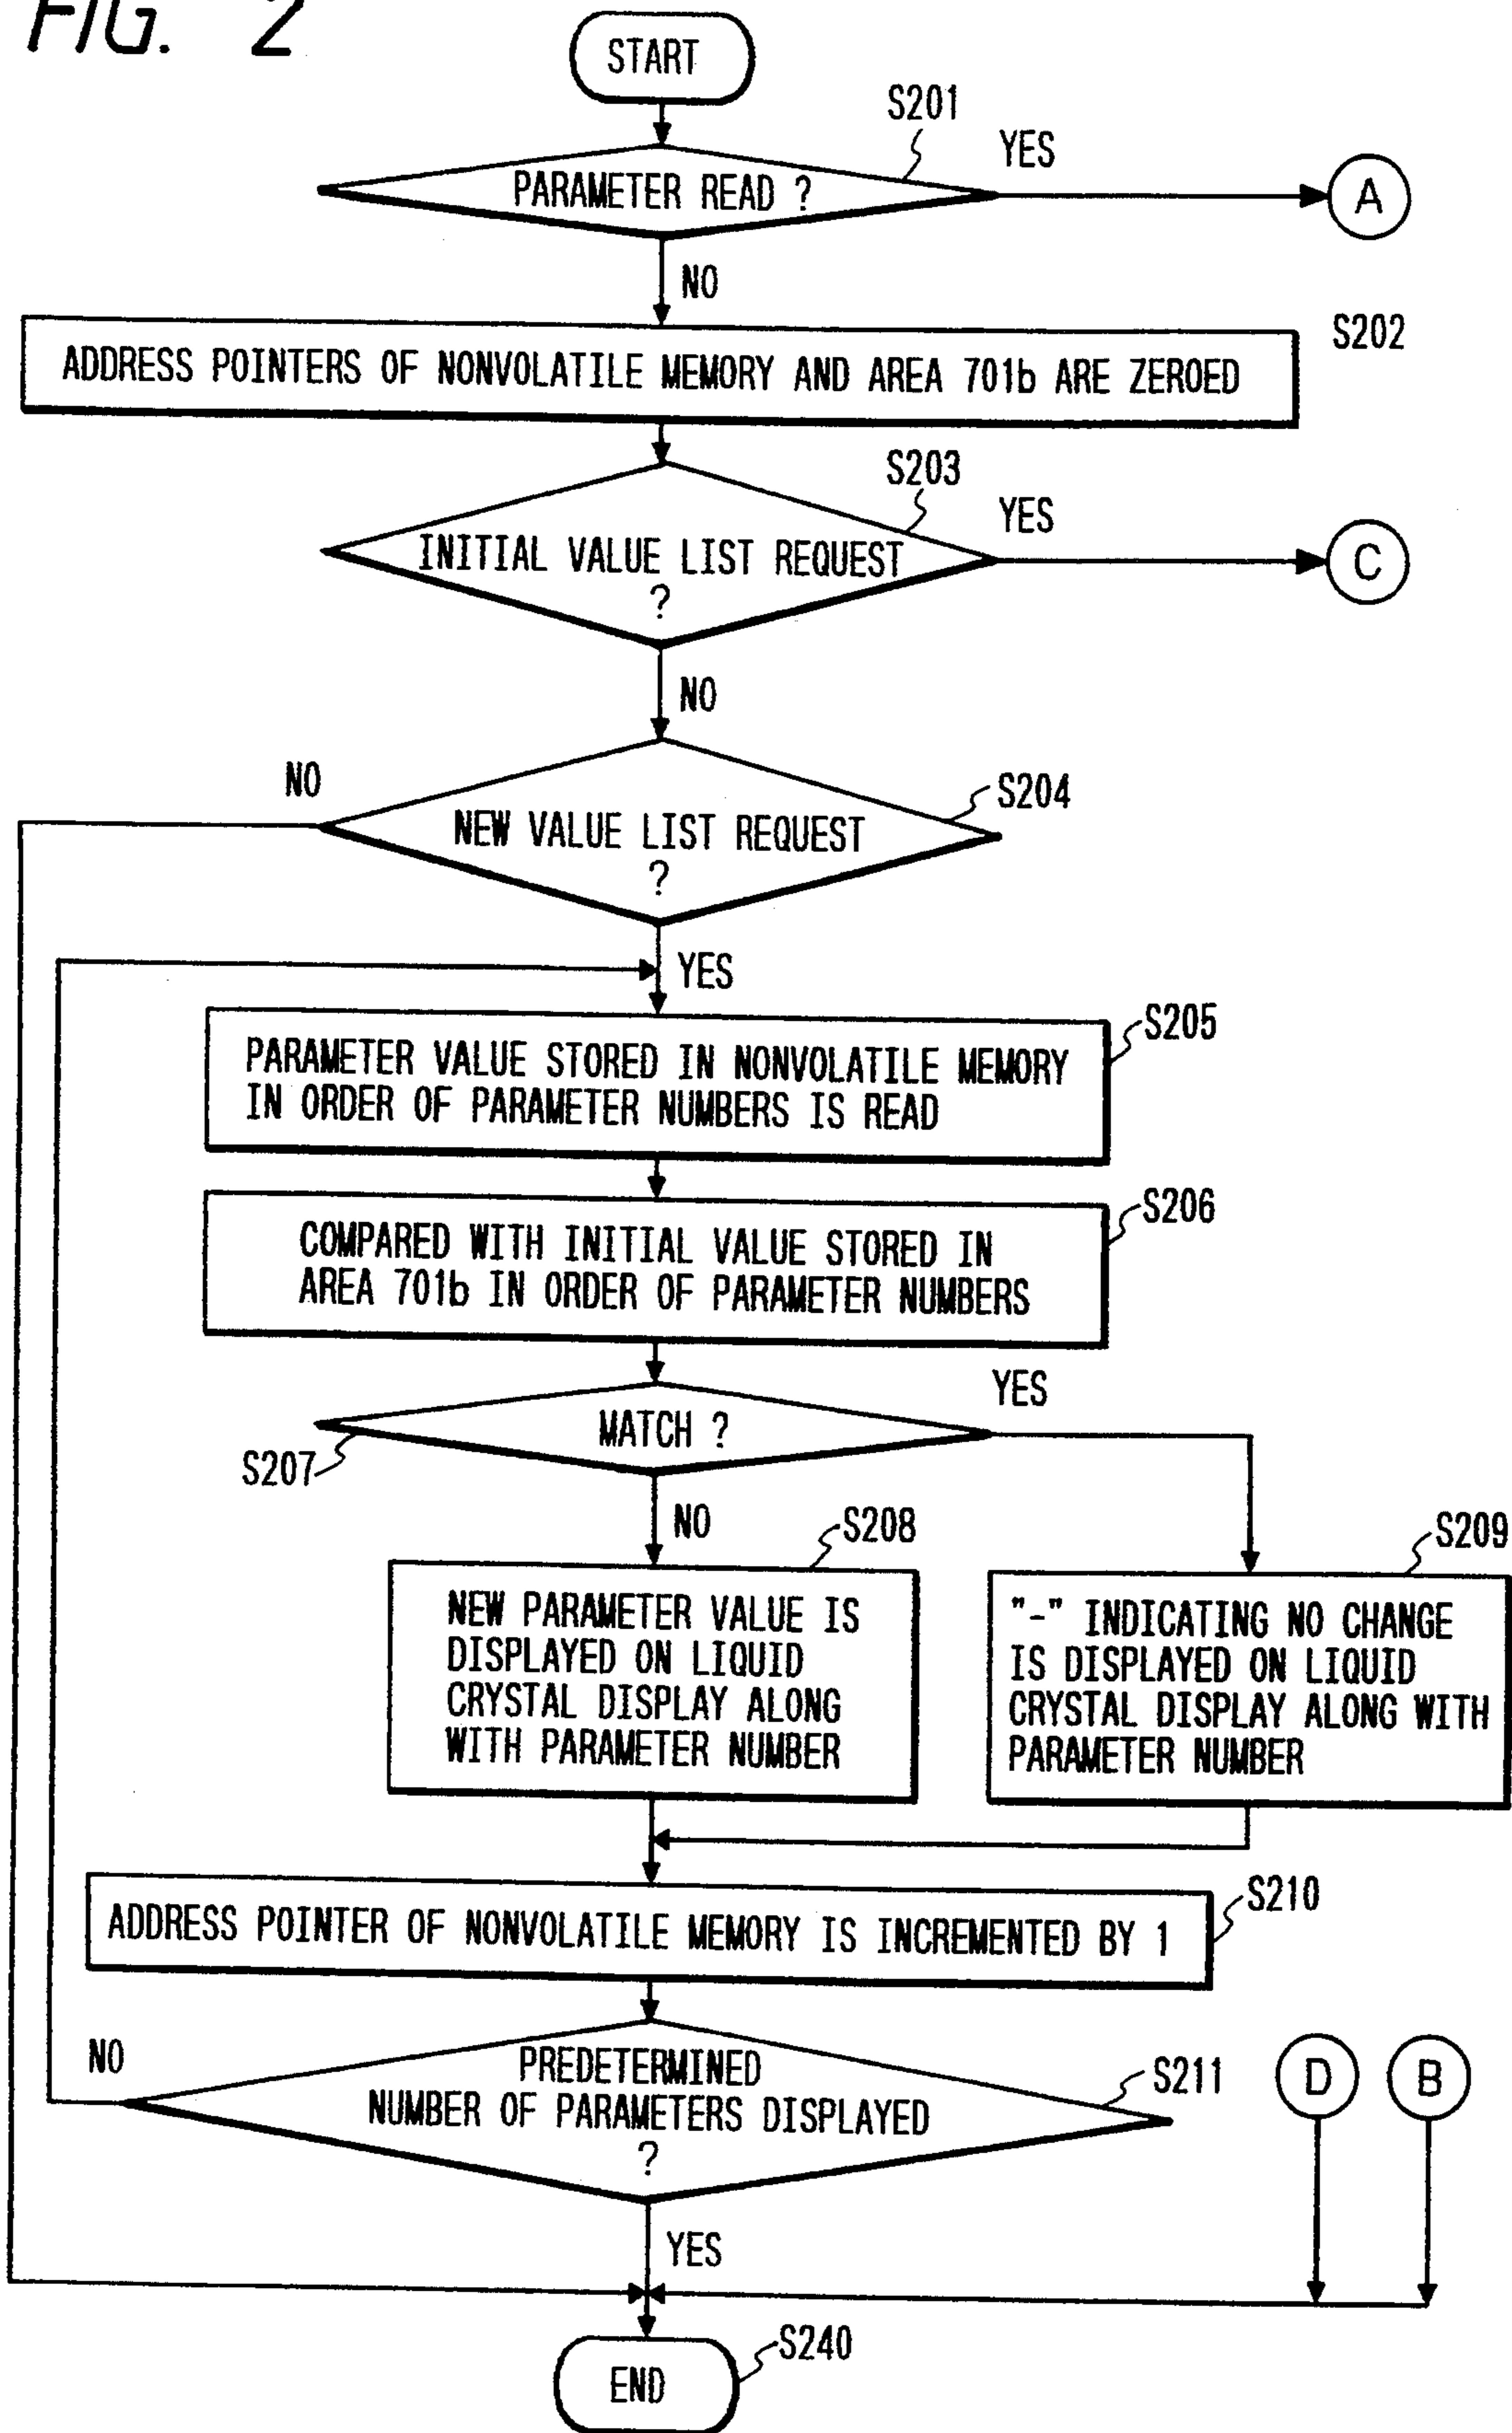 FIG. 2
START
S201
YES
PARAMETER READ ?
A
NO
S202
ADDRESS POINTERS OF NONVOLATILE MEMORY AND AREA 701b ARE ZEROED
S203
YES
INITIAL VALUE LIST REQUEST
?
C
NO
NO
S204
NEW VALUE LIST REQUEST
?
YES
S205
PARAMETER VALUE STORED IN NONVOLATILE MEMORY
IN ORDER OF PARAMETER NUMBERS IS READ
S206
COMPARED WITH INITIAL VALUE STORED IN
AREA 701b IN ORDER OF PARAMETER NUMBERS
YES
MATCH ?
S207
NO
S208
S209
NEW PARAMETER VALUE IS
DISPLAYED ON LIQUID
CRYSTAL DISPLAY ALONG
WITH PARAMETER NUMBER
"-" INDICATING NO CHANGE
IS DISPLAYED ON LIQUID
CRYSTAL DISPLAY ALONG WITH
PARAMETER NUMBER
S210
ADDRESS POINTER OF NONVOLATILE MEMORY IS INCREMENTED BY 1
NO
PREDETERMINED
NUMBER OF PARAMETERS DISPLAYED
?
S211
D
B
YES
S240
END